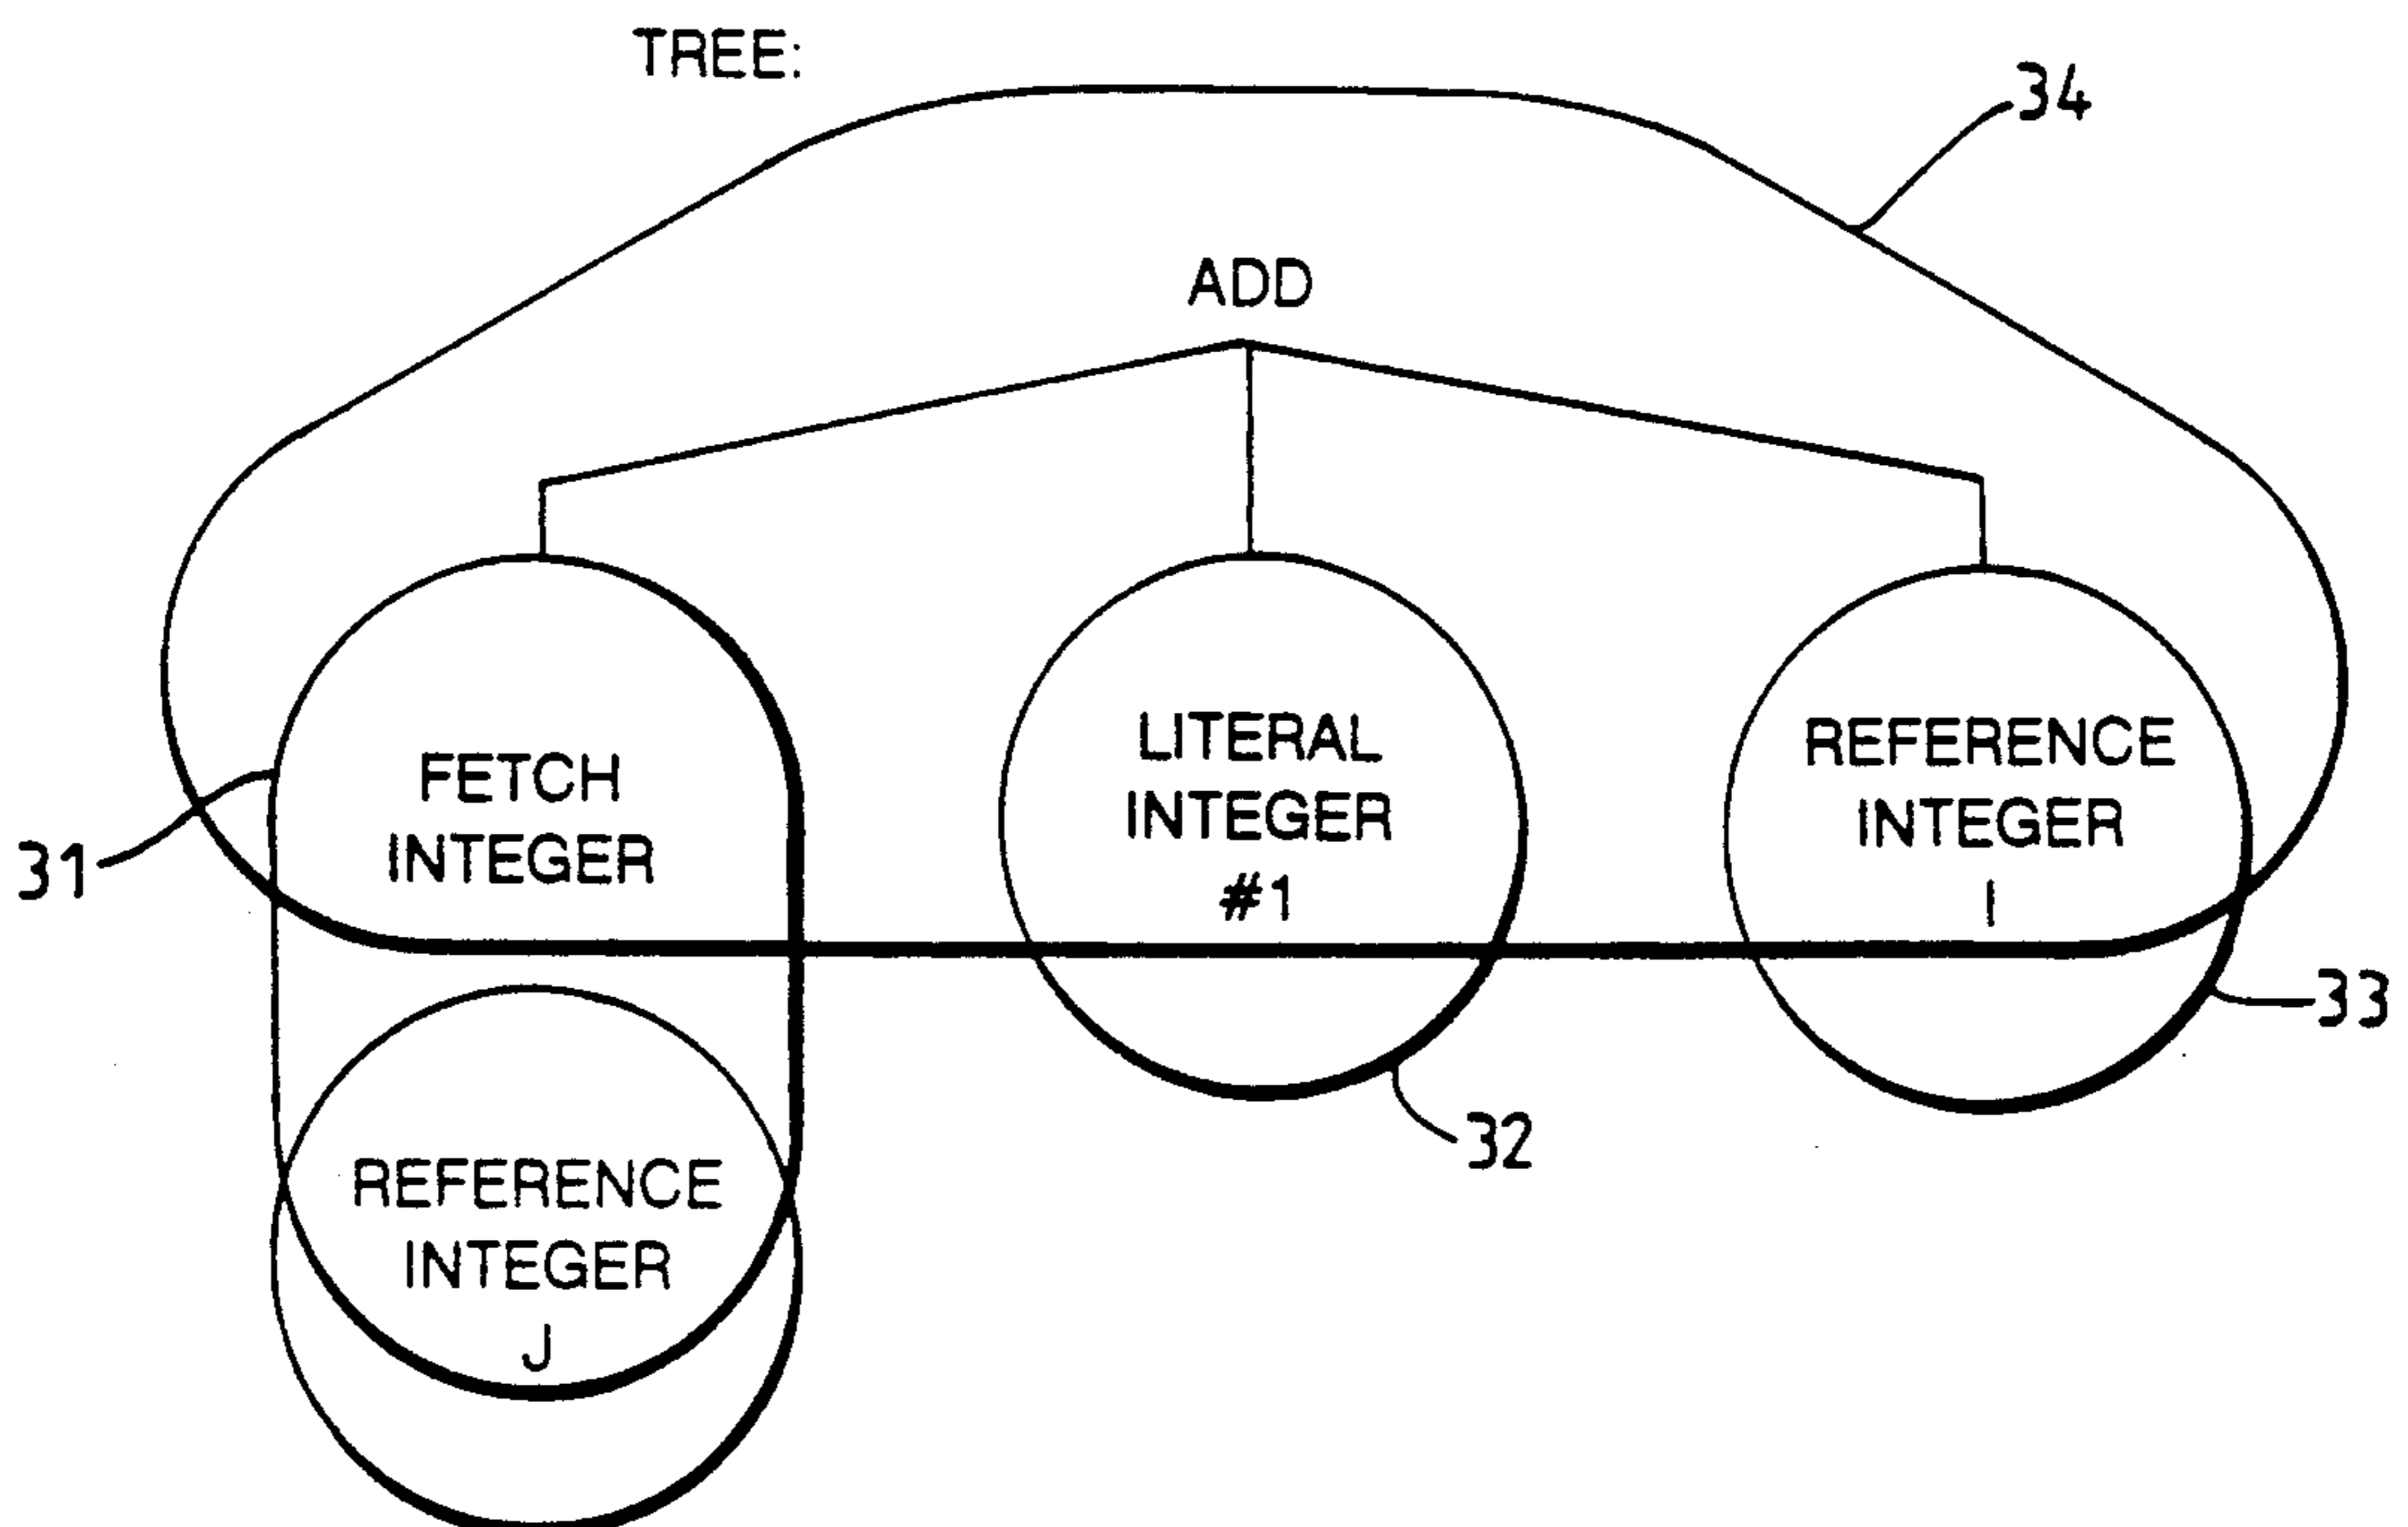 TREE:
34
ADD
FETCH
INTEGER
31
LITERAL
INTEGER
#1
REFERENCE
INTEGER
I
33
32
REFERENCE
INTEGER
J